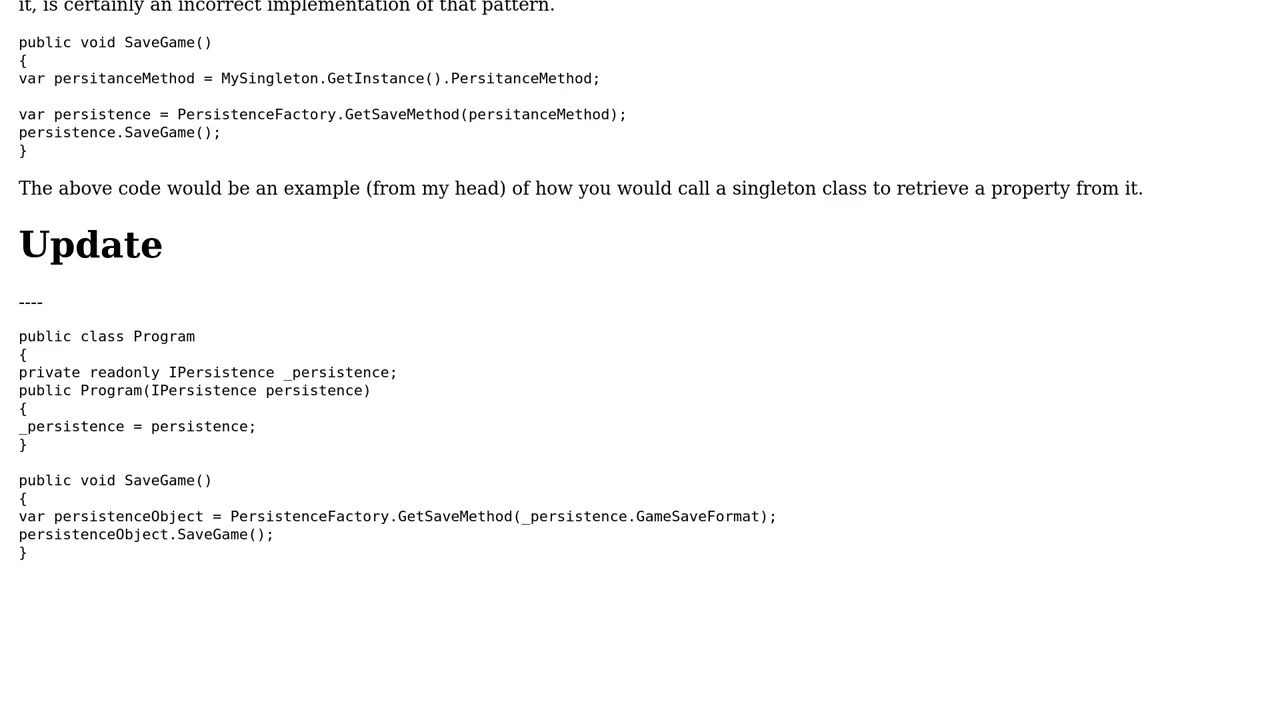 it, is certainly an incorrect implementation of that pattern.
public void SaveGame()
{
var persitanceMethod = MySingleton.GetInstance().PersitanceMethod;
var persistence = PersistenceFactory.GetSaveMethod(persitanceMethod);
persistence.SaveGame();
}
The above code would be an example (from my head) of how you would call a singleton class to retrieve a property from it.
Update
----
public class Program
{
private readonly IPersistence _persistence;
public Program(IPersistence persistence)
{
_persistence = persistence;
}
public void SaveGame()
{
var persistenceObject = PersistenceFactory.GetSaveMethod(_persistence.GameSaveFormat);
persistenceObject.SaveGame();
}